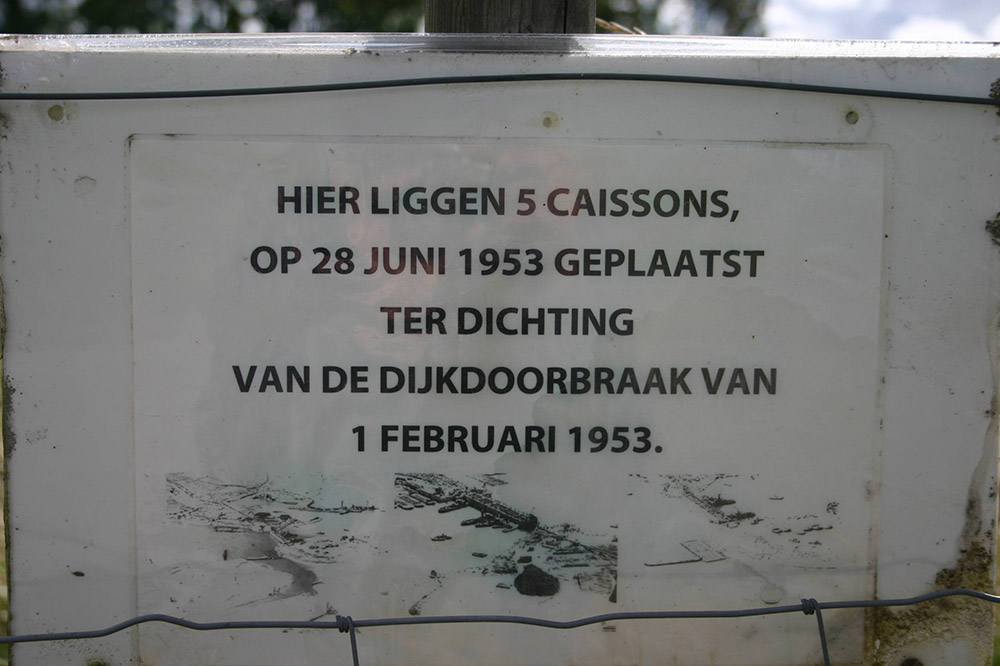 HIER LIGGEN 5 CAISSONS,
OP 28 JUNI 1953 GEPLAATST
TER DICHTING
VAN DE DIJKDOORBRAAK VAN
1 FEBRUARI 1953.